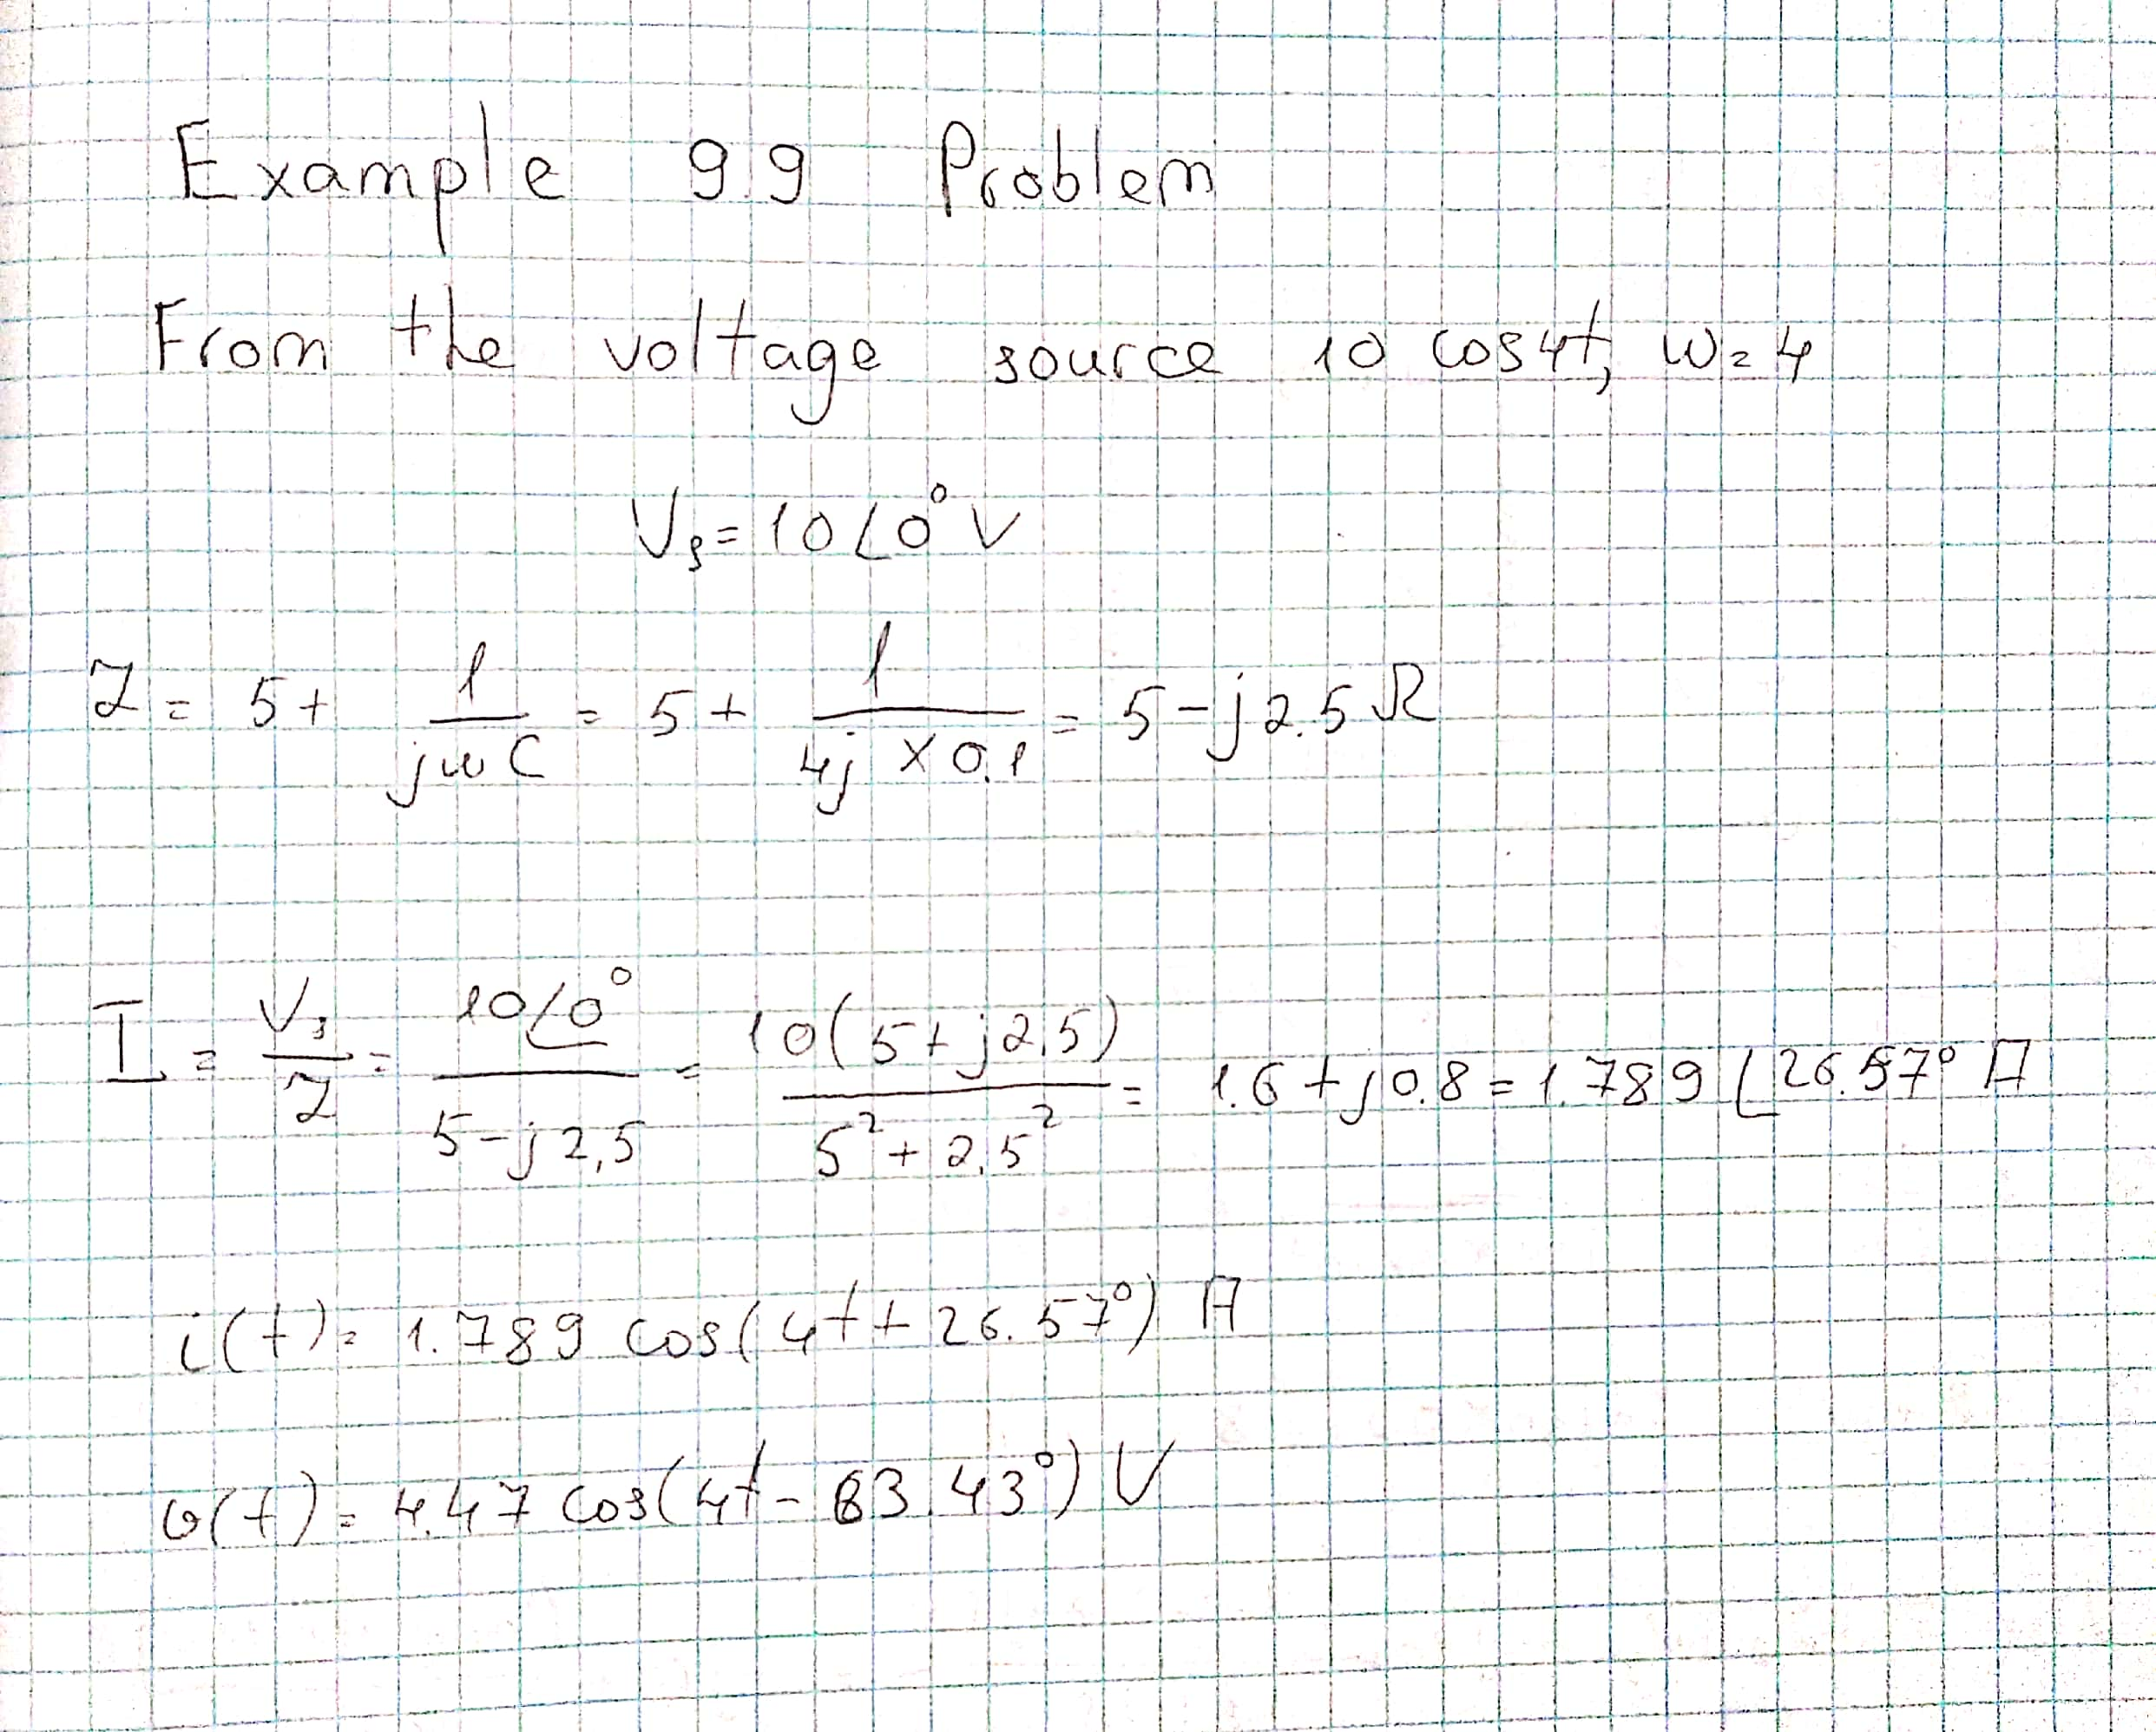 Example 9.9 Problem
From the voltage source 10 cos4t, ω=4
Vs=10∠0° V
Z = 5+ 1/(jωC) = 5+ 1/(4j × 0.1) = 5-j2.5 Ω
I = Vs/Z = 10∠0°/(5-j2,5) = 10(5+j2,5)/(5²+2.5²) = 1.6+j0.8=1.789∠26.57° A
i(t)= 1.789 cos(4t+26.57°) A
v(t)= 4.47 cos(4t-63.43°) V